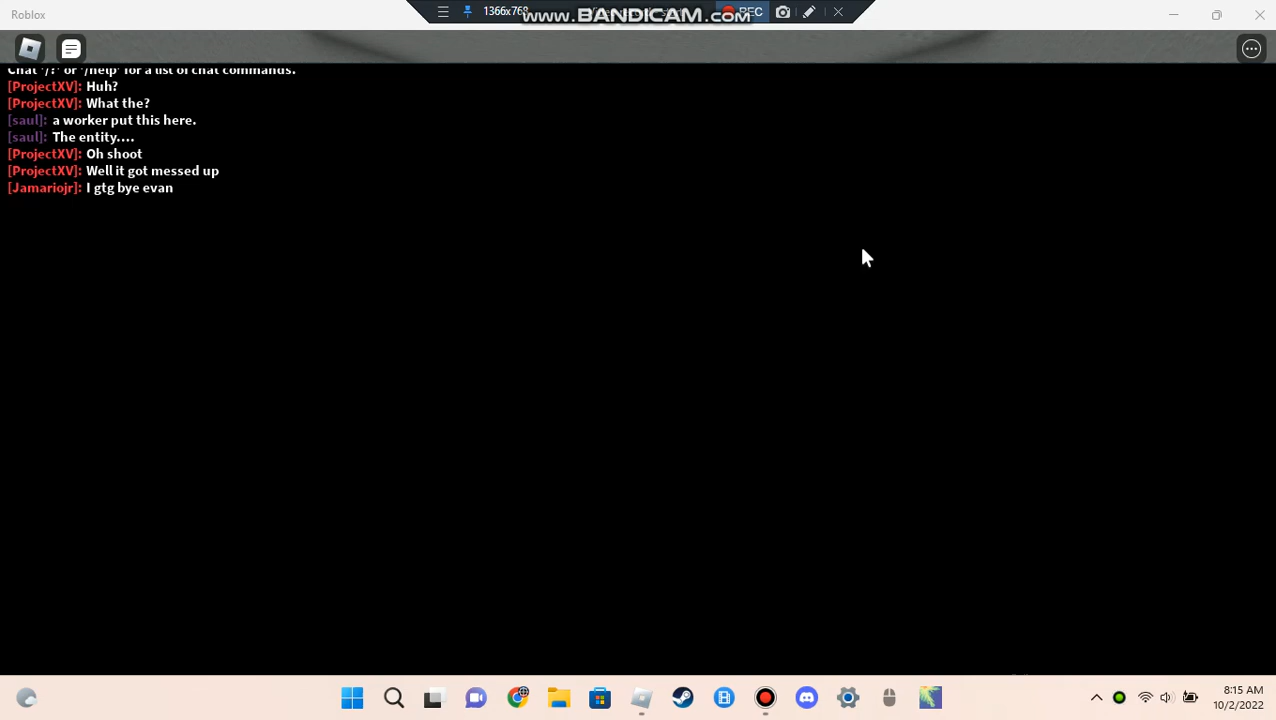 Roblox
1366x768
www.BANDICAM.com
REC
Chat '/?' or '/help' for a list of chat commands.
[ProjectXV]: Huh?
[ProjectXV]: What the?
[saul]: a worker put this here.
[saul]: The entity....
[ProjectXV]: Oh shoot
[ProjectXV]: Well it got messed up
[Jamariojr]: I gtg bye evan
8:15 AM
10/2/2022